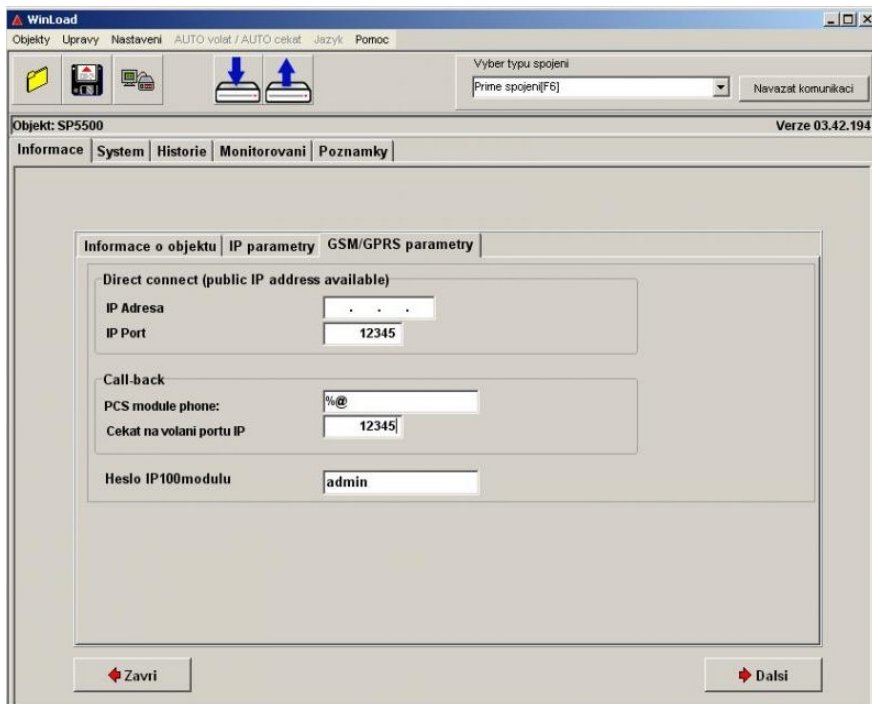 WinLoad
Objekty Upravy Nastaveni AUTO volat / AUTO cekat Jazyk Pomoc
Vyber typu spojeni
Prime spojeni[F6]
Navazat komunikaci
Objekt: SP5500
Verze 03.42.194
Informace System Historie Monitorovani Poznamky
Informace o objektu IP parametry GSM/GPRS parametry
Direct connect (public IP address available)
IP Adresa . . .
IP Port 12345
Call-back
PCS module phone: %@
Cekat na volani portu IP 12345
Heslo IP100modulu admin
Zavri
Dalsi